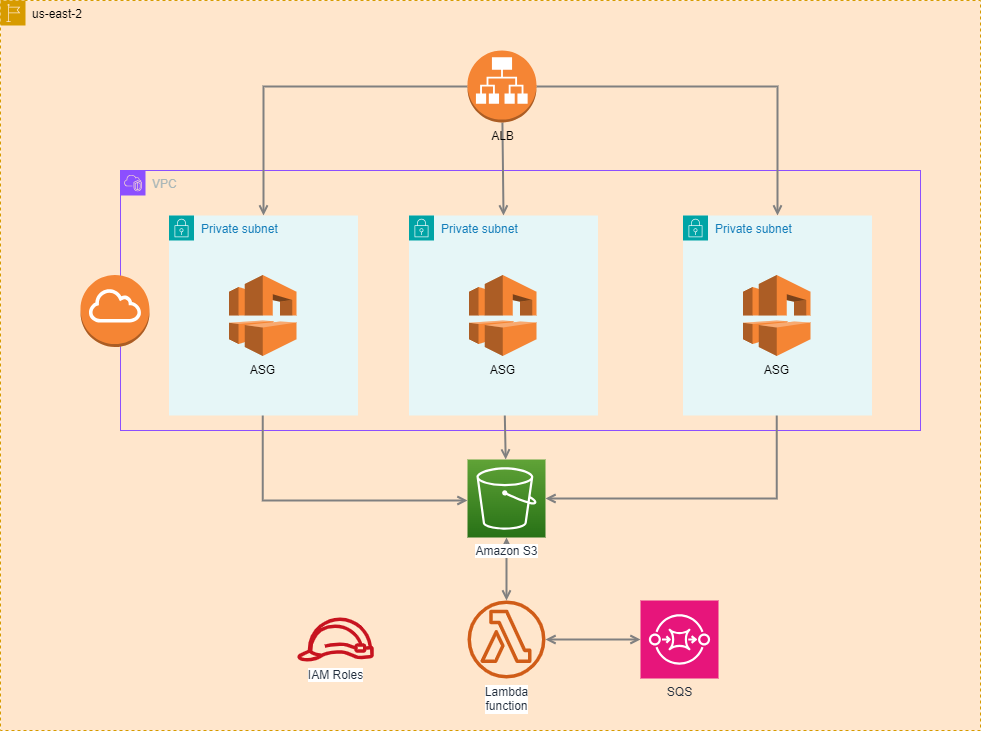 us-east-2
ALB
VPC
Private subnet
Private subnet
Private subnet
ASG
ASG
ASG
Amazon S3
IAM Roles
Lambda
function
SQS